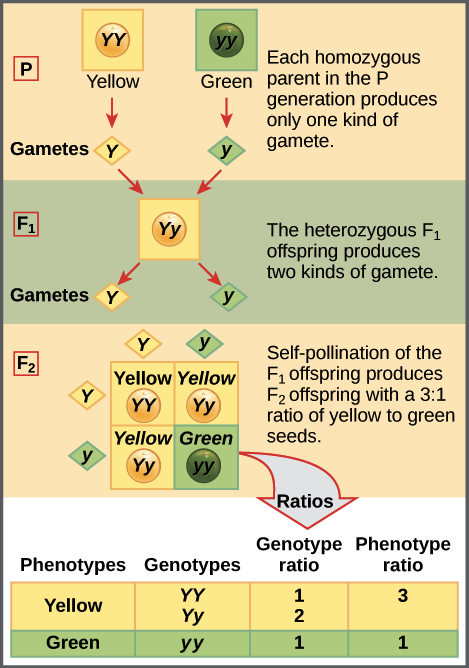 YY
yy
P
Yellow
Green
Each homozygous
parent in the P
generation produces
only one kind of
gamete.
Gametes
Y
y
F1
Yy
The heterozygous F1
offspring produces
two kinds of gamete.
Gametes
Y
y
F2
Y
y
Self-pollination of the
F1 offspring produces
F2 offspring with a 3:1
ratio of yellow to green
seeds.
Y
Yellow
Yellow
YY
Yy
y
Yellow
Green
Yy
yy
Ratios
Phenotypes Genotypes Genotype ratio Phenotype ratio
Yellow
YY 1 3
Yy 2
Green yy 1 1